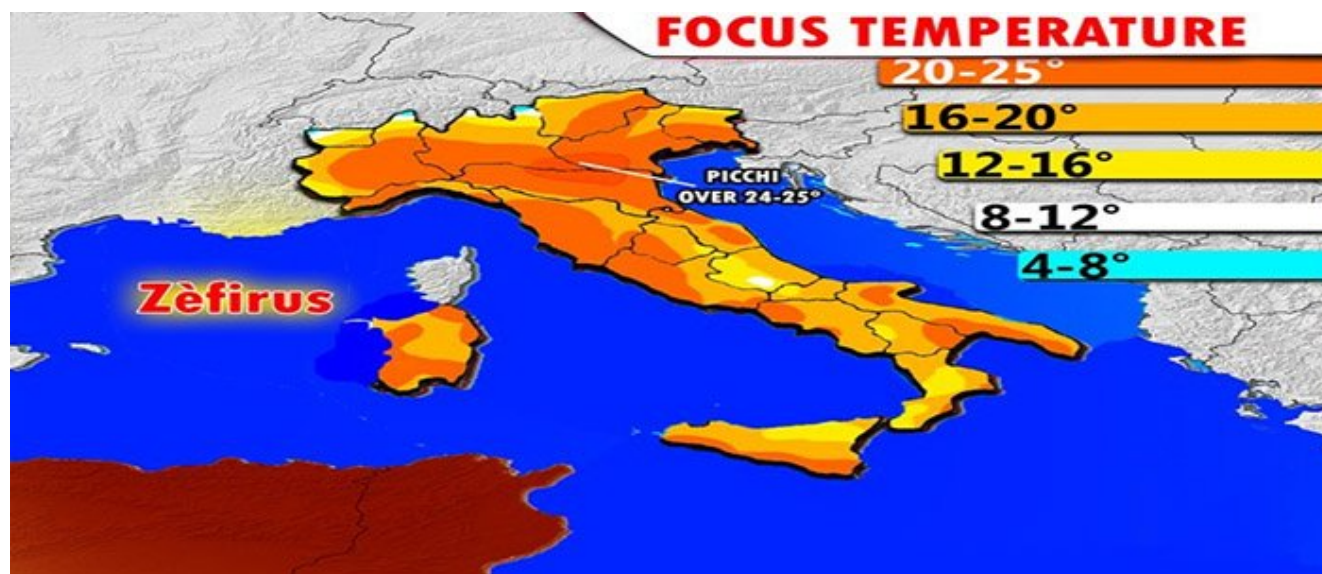 FOCUS TEMPERATURE
20-25°
16-20°
12-16°
8-12°
4-8°
PICCHI
OVER 24-25°
Zèfirus